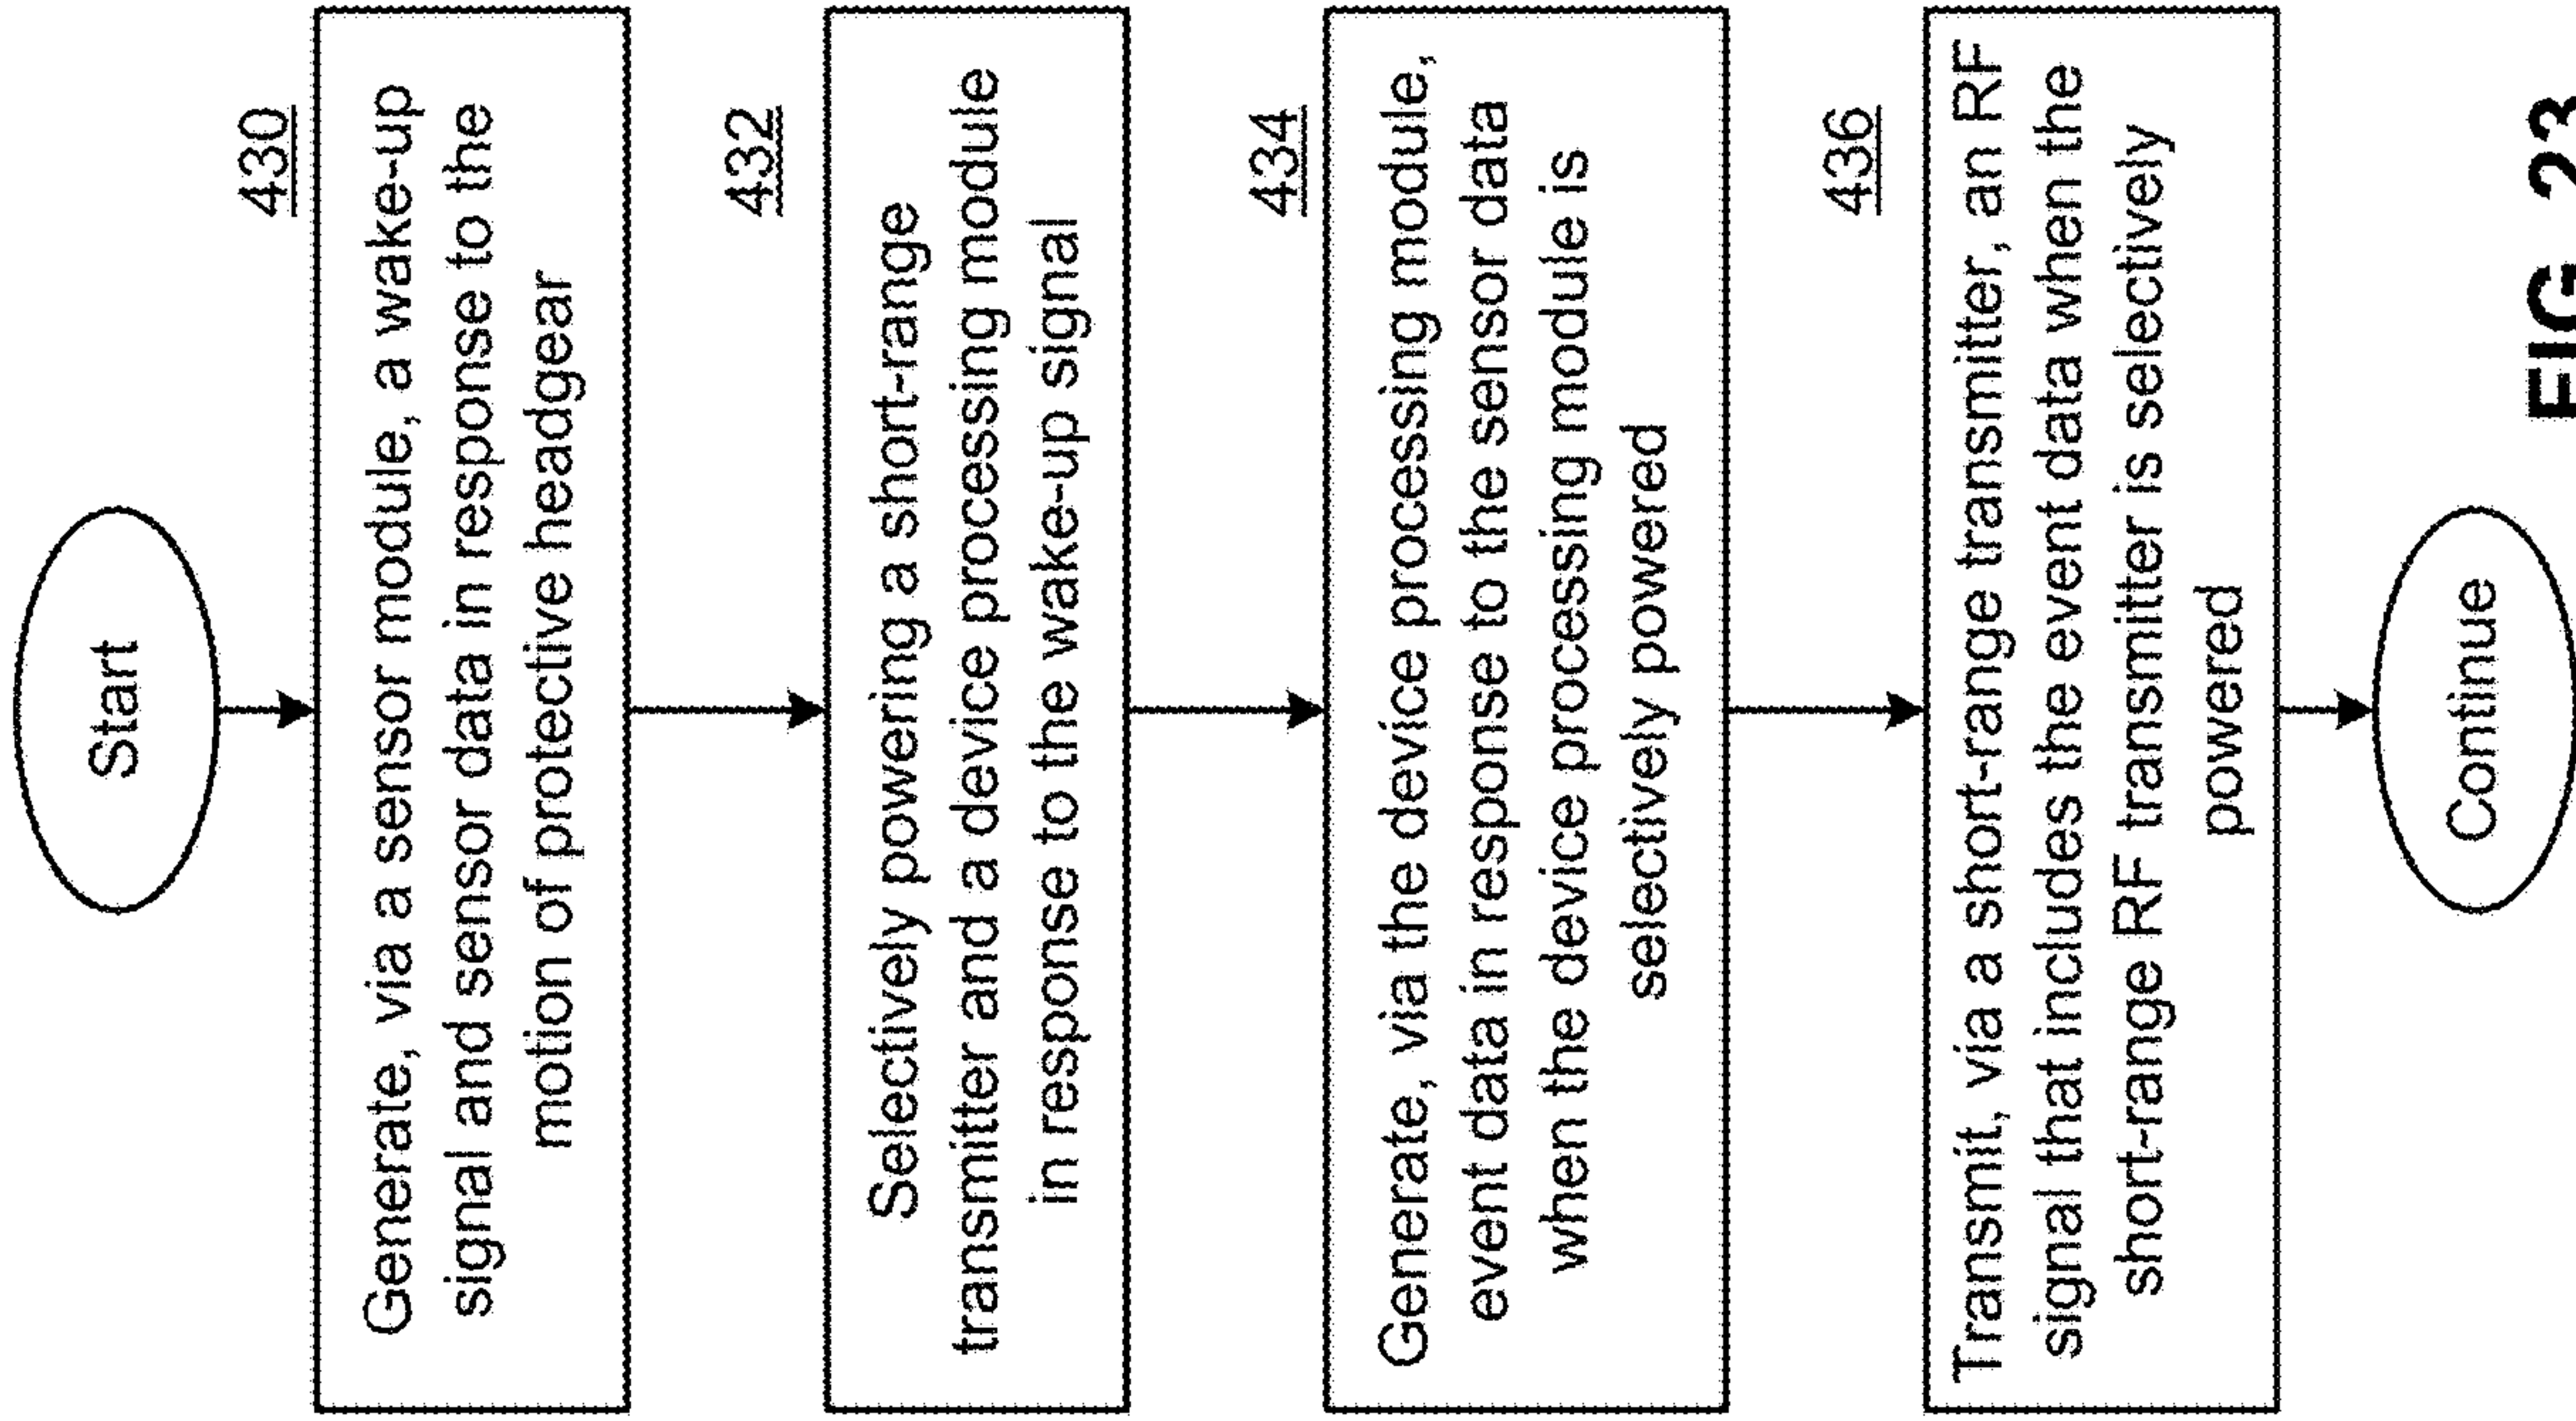 Start
430
Generate, via a sensor module, a wake-up
signal and sensor data in response to the
motion of protective headgear
432
Selectively powering a short-range
transmitter and a device processing module
in response to the wake-up signal
434
Generate, via the device processing module,
event data in response to the sensor data
when the device processing module is
selectively powered
436
Transmit, via a short-range transmitter, an RF
signal that includes the event data when the
short-range RF transmitter is selectively
powered
Continue
FIG. 23